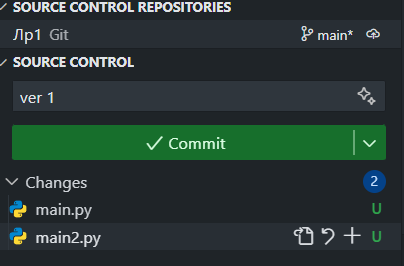 SOURCE CONTROL REPOSITORIES
Лр1 Git main*
SOURCE CONTROL
ver 1
Commit
Changes 2
main.py U
main2.py U